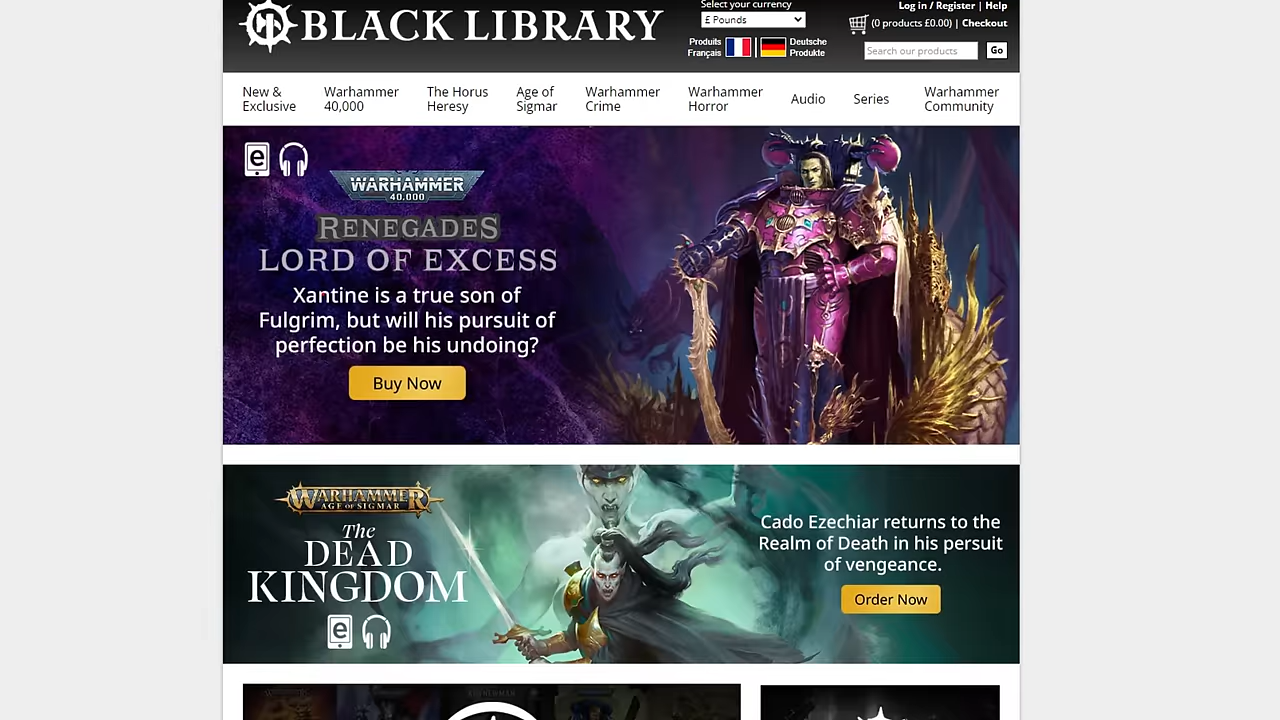 BLACK LIBRARY
Select your currency
£ Pounds
Produits
Français
Deutsche
Produkte
Log in / Register | Help
(0 products £0.00) | Checkout
Search our products
Go
New &
Exclusive
Warhammer
40,000
The Horus
Heresy
Age of
Sigmar
Warhammer
Crime
Warhammer
Horror
Audio
Series
Warhammer
Community
e
WARHAMMER
40,000
RENEGADES
LORD OF EXCESS
Xantine is a true son of
Fulgrim, but will his pursuit of
perfection be his undoing?
Buy Now
WARHAMMER
AGE OF SIGMAR
The
DEAD
KINGDOM
e
Cado Ezechiar returns to the
Realm of Death in his persuit
of vengeance.
Order Now